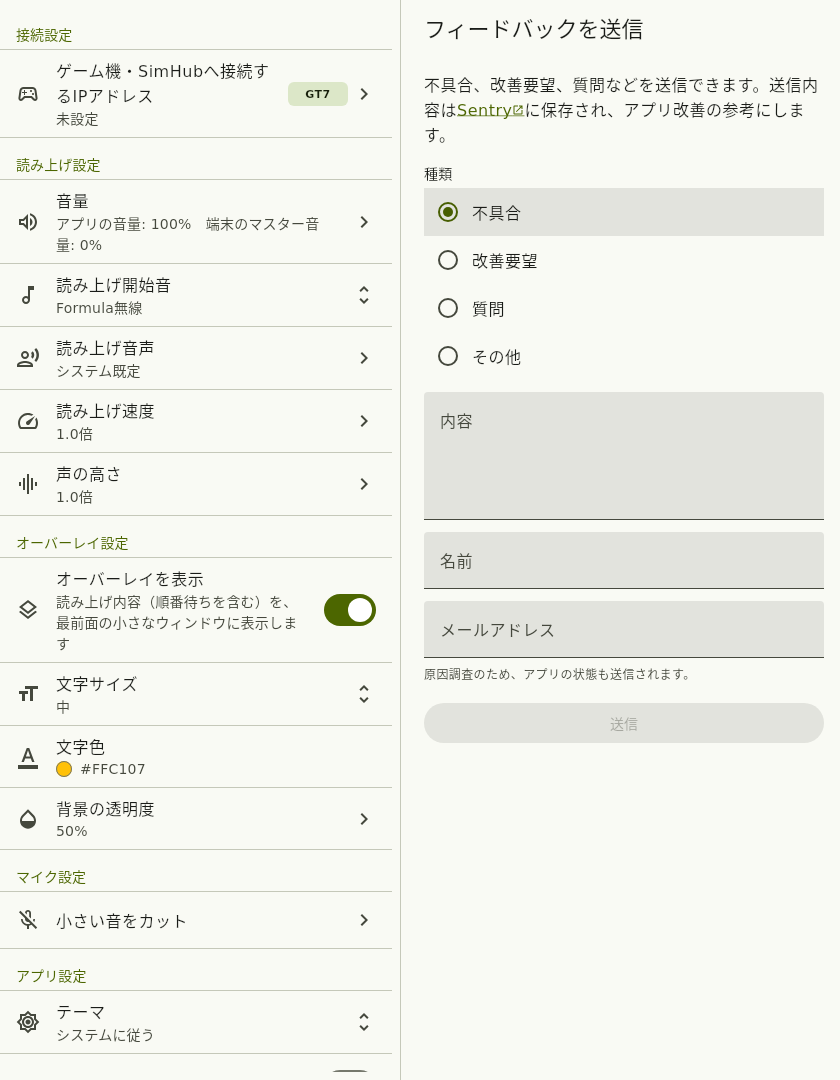 接続設定
ゲーム機・SimHubへ接続す
るIPアドレス
未設定
GT7
読み上げ設定
音量
アプリの音量: 100%　端末のマスター音
量: 0%
読み上げ開始音
Formula無線
読み上げ音声
システム既定
読み上げ速度
1.0倍
声の高さ
1.0倍
オーバーレイ設定
オーバーレイを表示
読み上げ内容（順番待ちを含む）を、
最前面の小さなウィンドウに表示しま
す
文字サイズ
中
文字色
#FFC107
背景の透明度
50%
マイク設定
小さい音をカット
アプリ設定
テーマ
システムに従う
フィードバックを送信
不具合、改善要望、質問などを送信できます。送信内
容はSentryに保存され、アプリ改善の参考にしま
す。
種類
不具合
改善要望
質問
その他
内容
名前
メールアドレス
原因調査のため、アプリの状態も送信されます。
送信